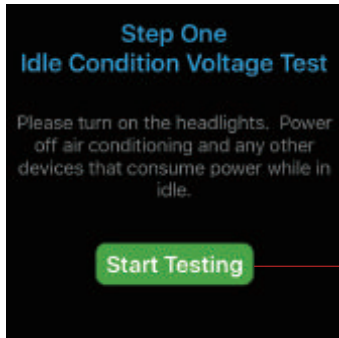 Step One
Idle Condition Voltage Test
Please turn on the headlights. Power
off air conditioning and any other
devices that consume power while in
idle.
Start Testing